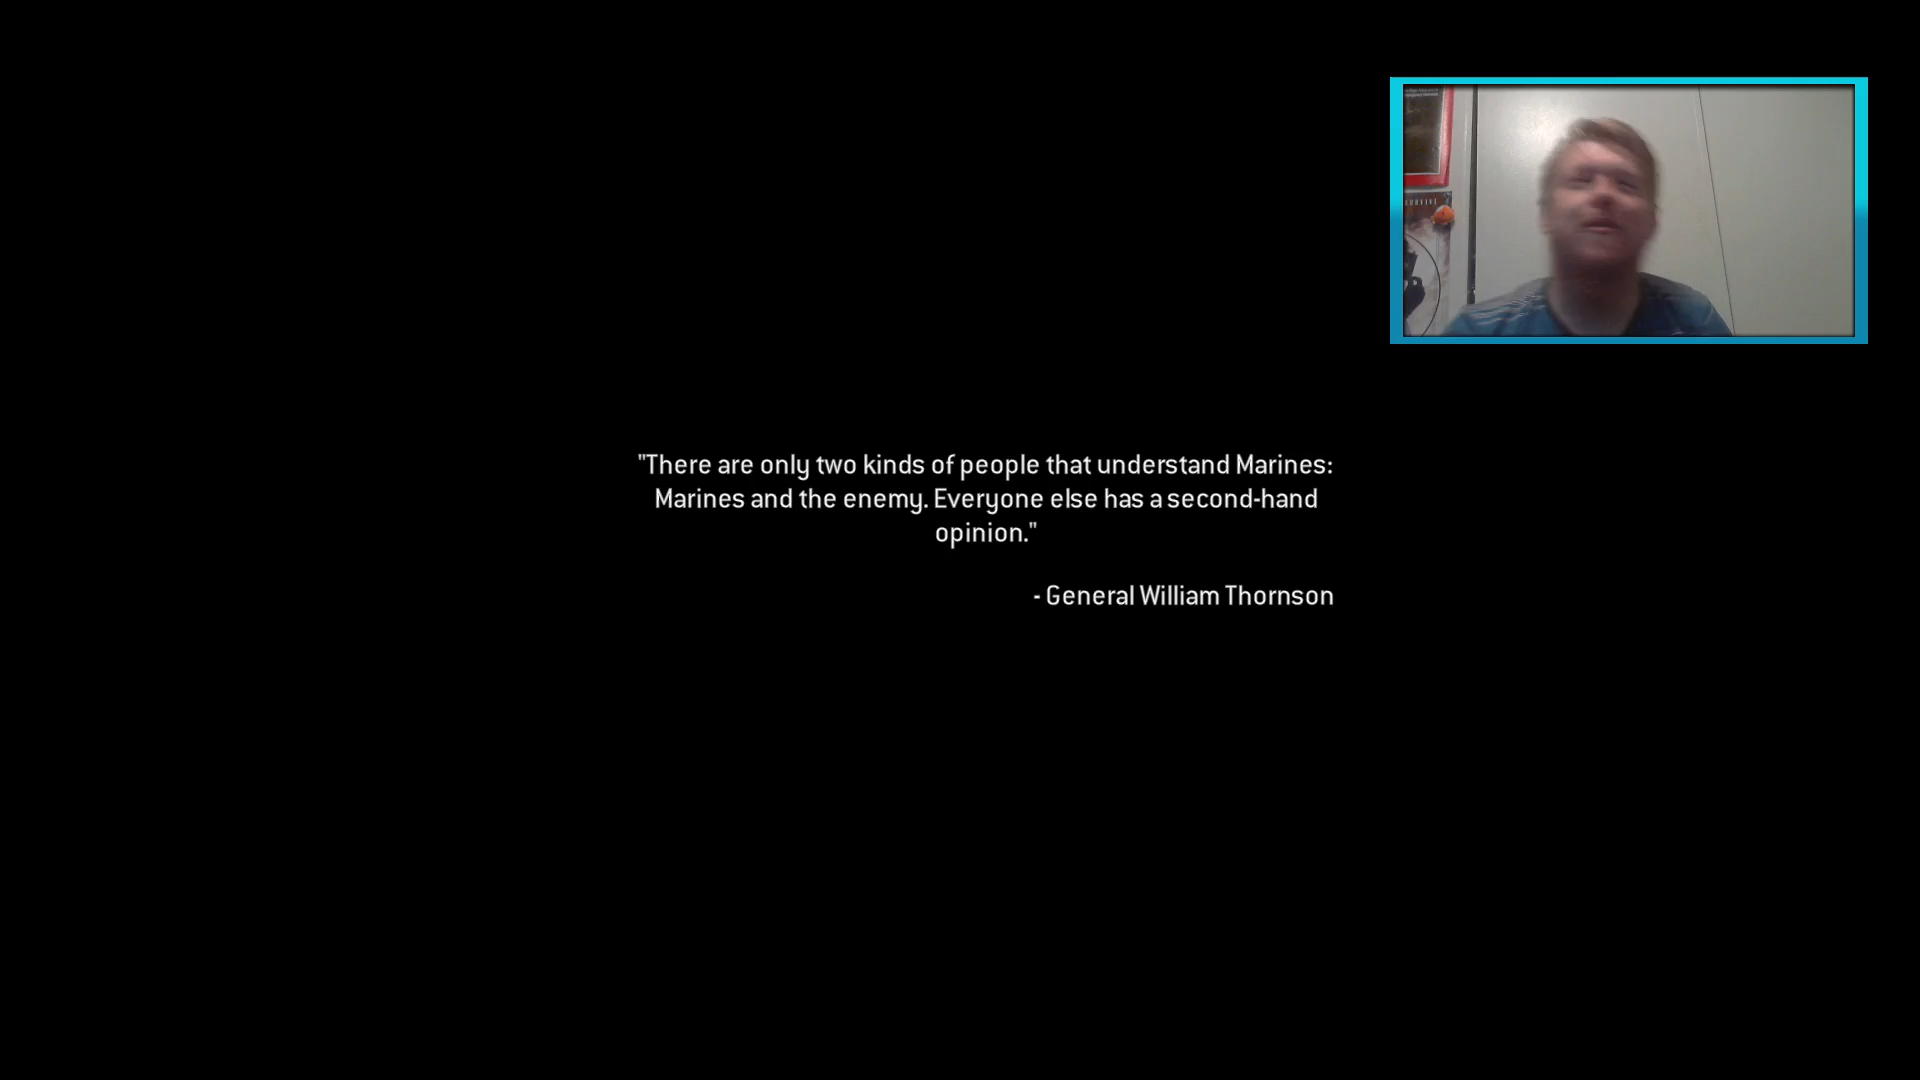 "There are only two kinds of people that understand Marines:
Marines and the enemy. Everyone else has a second-hand
opinion."
- General William Thornson